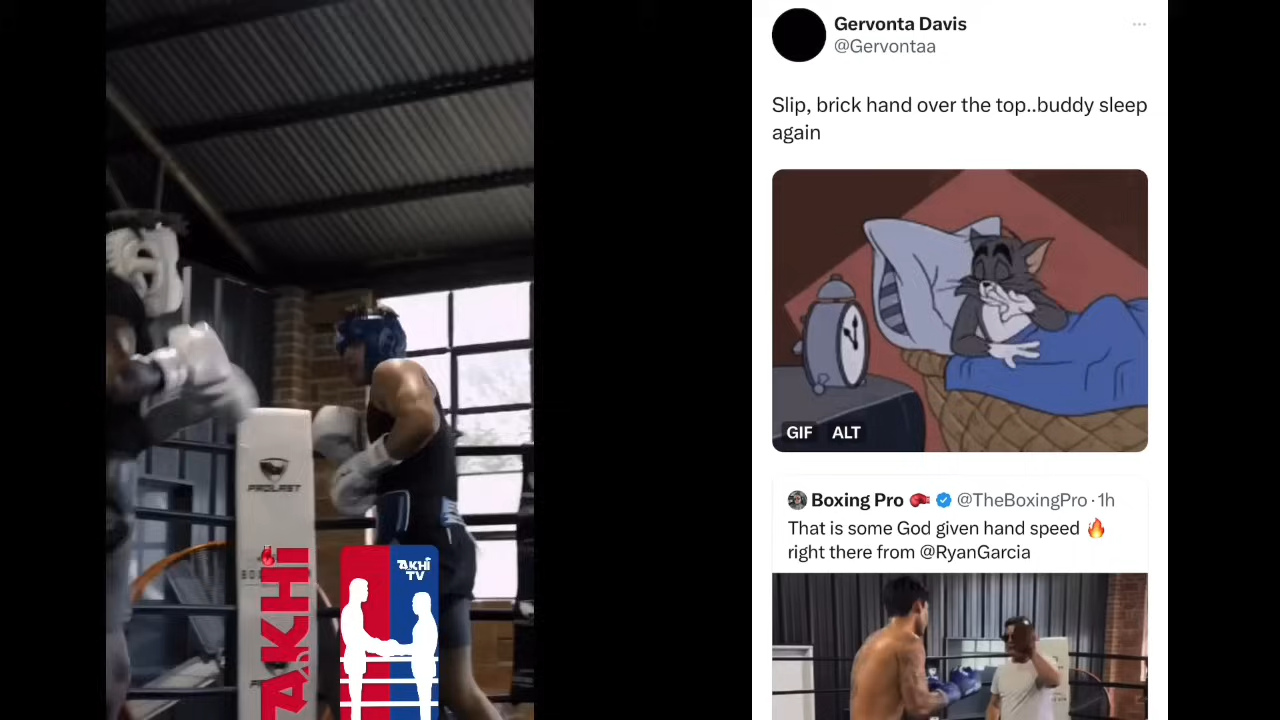 PROLAST
AKHi
AKHi
TV
Gervonta Davis
@Gervontaa
Slip, brick hand over the top..buddy sleep
again
GIF ALT
Boxing Pro 🥊 @TheBoxingPro · 1h
That is some God given hand speed 🔥
right there from @RyanGarcia